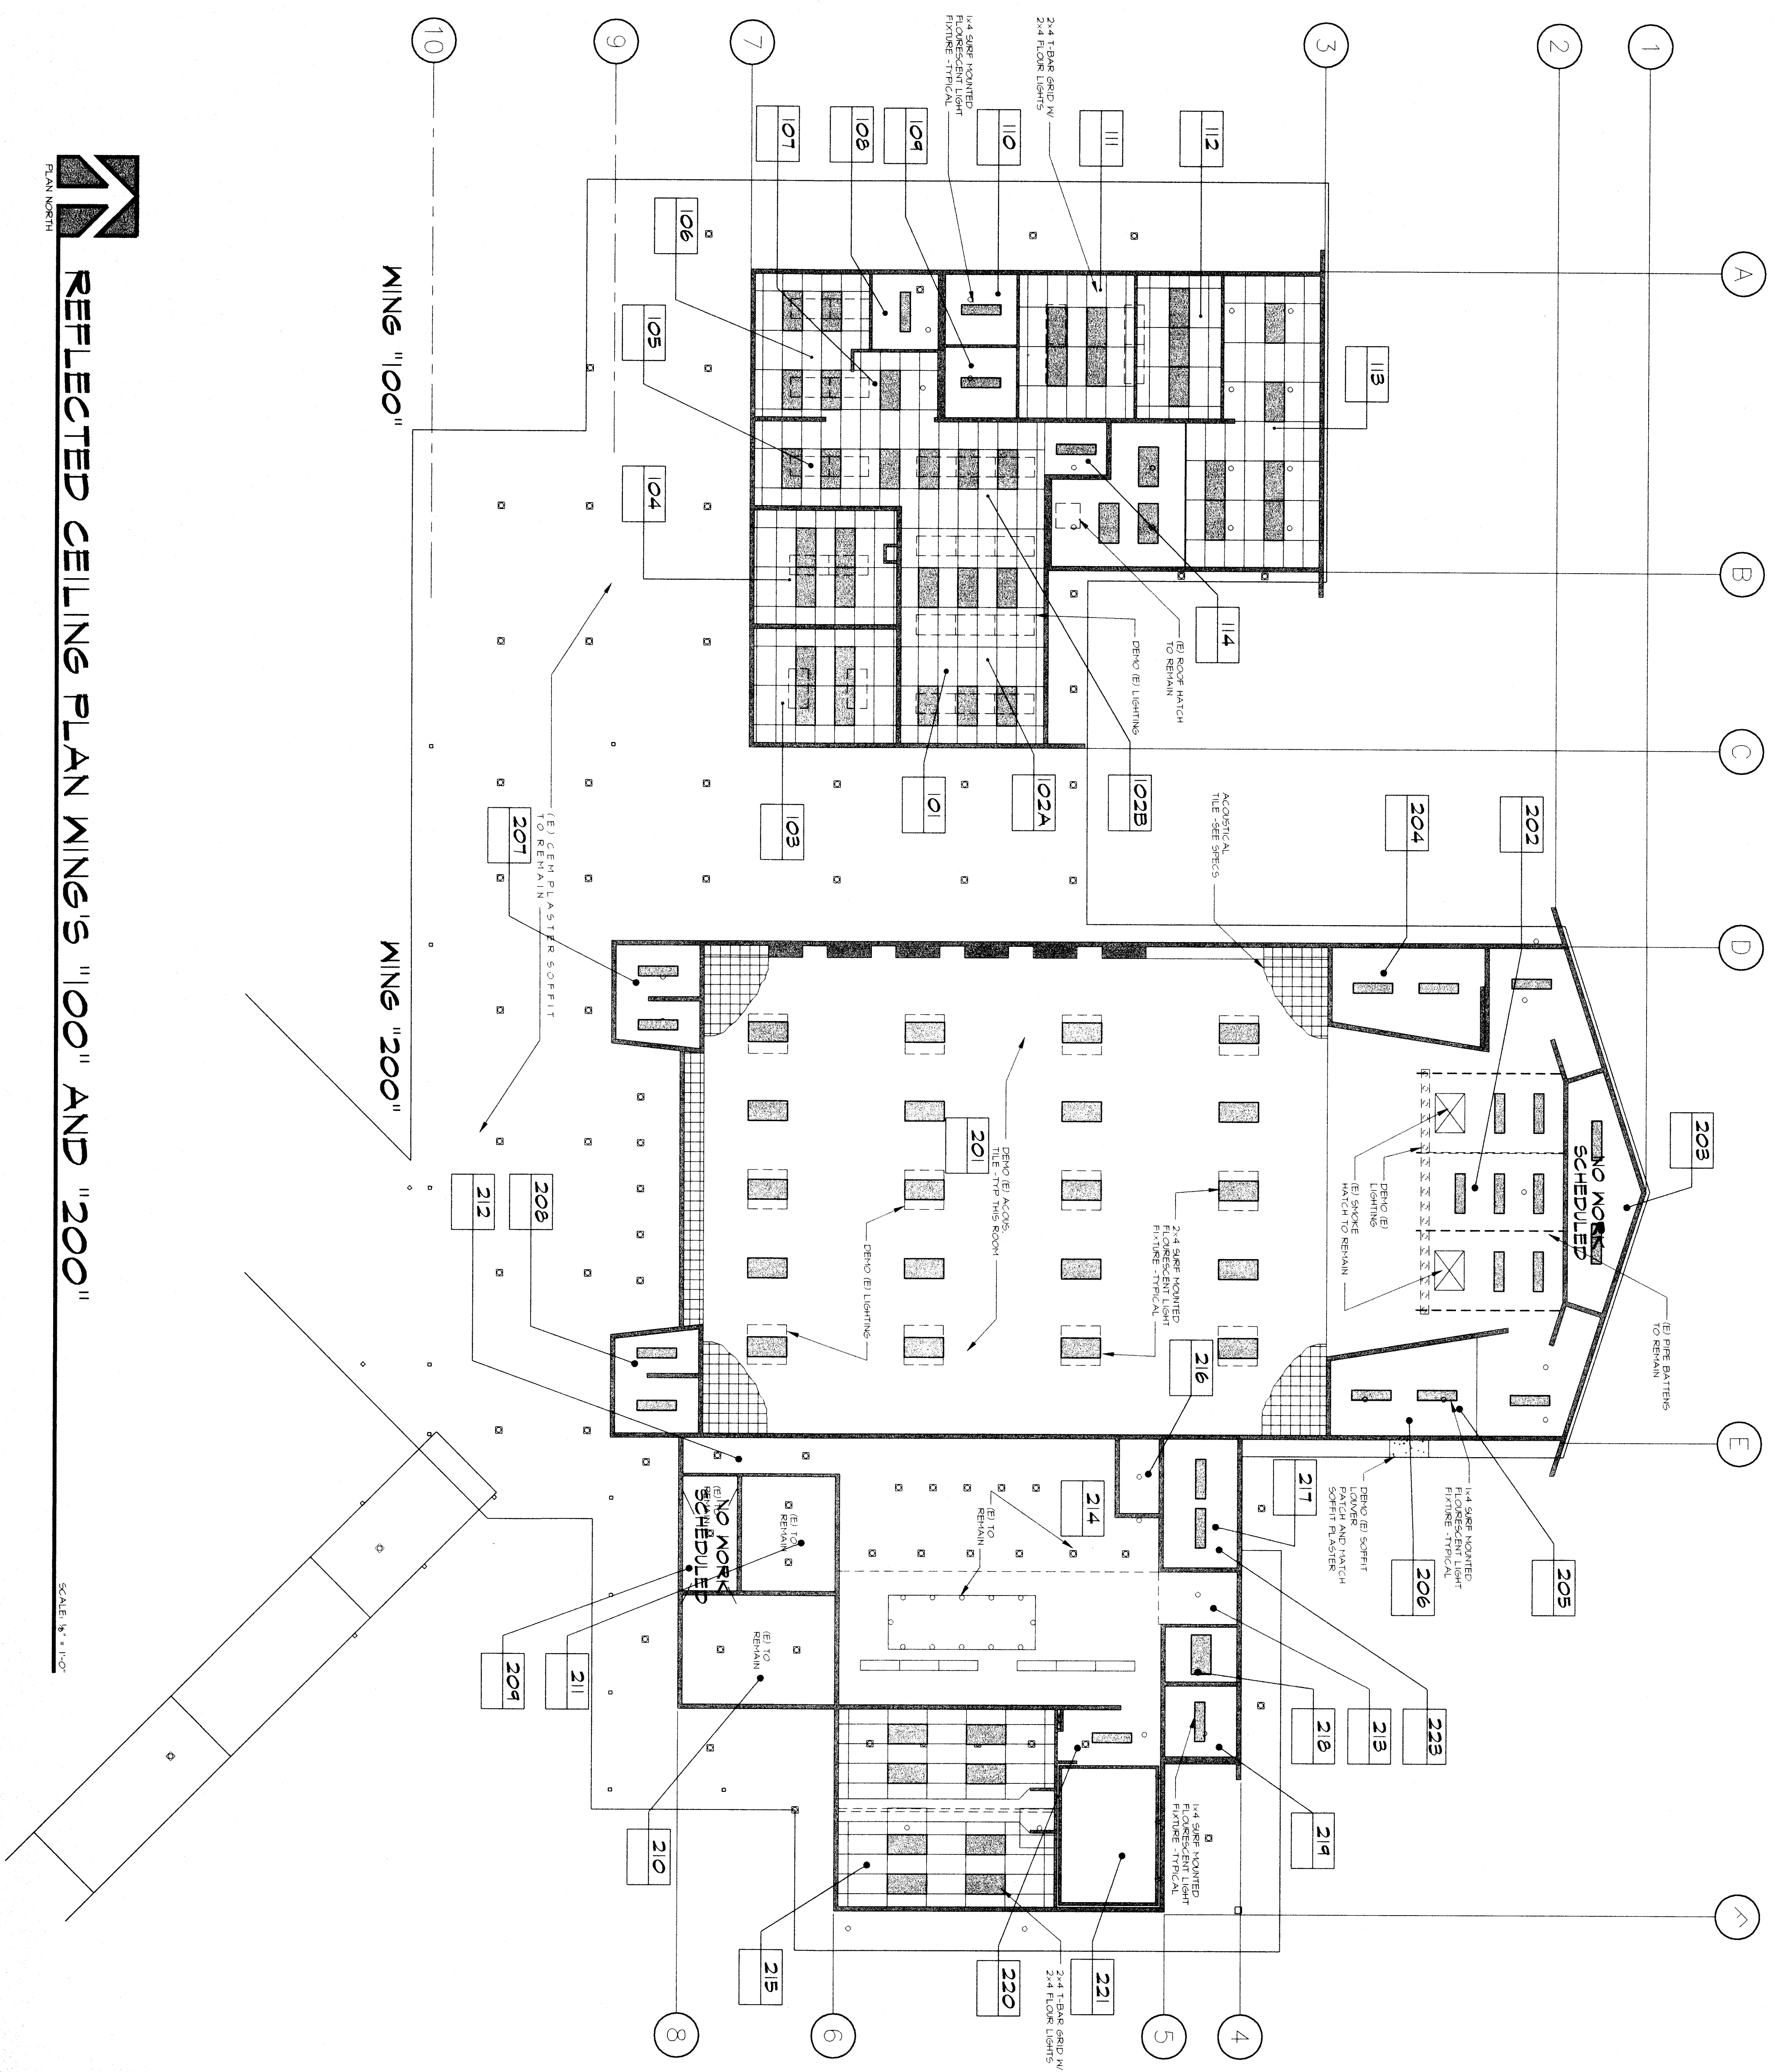 1
2
3
7
9
10
A
B
C
D
E
F
4
5
6
8
2x4 T-BAR GRID W/
2x4 FLOUR LIGHTS
1x4 SURF MOUNTED
FLOURESCENT LIGHT
FIXTURE -TYPICAL
112
111
110
109
108
107
106
105
104
113
114
(E) ROOF HATCH
TO REMAIN
DEMO (E) LIGHTING
102B
102A
101
103
ACOUSTICAL
TILE -SEE SPECS
202
204
203
NO WORK
SCHEDULED
DEMO (E)
LIGHTING
(E) SMOKE
HATCH TO REMAIN
(E) PIPE BATTENS
TO REMAIN
207
(E) CEM PLASTER SOFFIT
TO REMAIN
201
DEMO (E) ACOUS.
TILE -TYP THIS ROOM
2x4 SURF MOUNTED
FLOURESCENT LIGHT
FIXTURE -TYPICAL
DEMO (E) LIGHTING
208
212
216
217
214
1x4 SURF MOUNTED
FLOURESCENT LIGHT
FIXTURE -TYPICAL
DEMO (E) SOFFIT
LOUVER
PATCH AND MATCH
SOFFIT PLASTER
205
206
(E) TO
REMAIN
(E) TO
REMAIN
NO WORK
SCHEDULED
(E) TO
REMAIN
209
211
210
223
213
218
219
1x4 SURF MOUNTED
FLOURESCENT LIGHT
FIXTURE -TYPICAL
221
220
215
2x4 T-BAR GRID W/
2x4 FLOUR LIGHTS
WING "100"
WING "200"
PLAN NORTH
REFLECTED CEILING PLAN WING'S "100" AND "200"
SCALE: 1/8" = 1'-0"